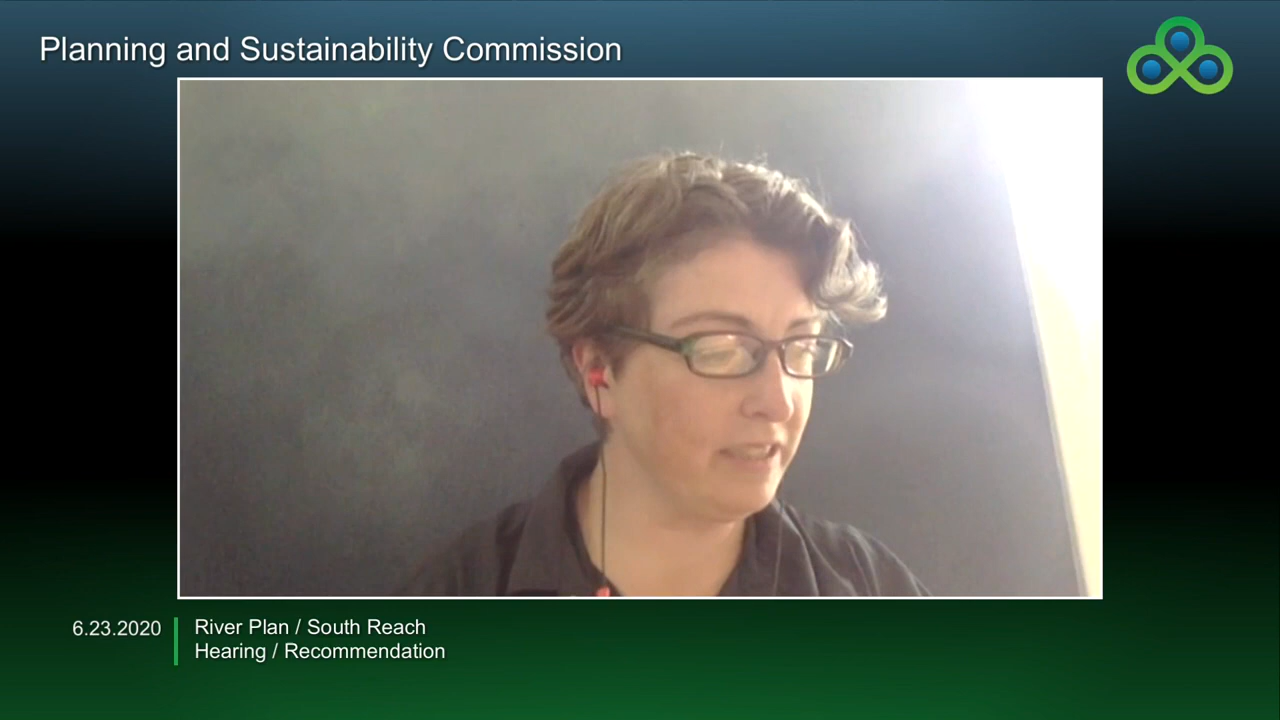 Planning and Sustainability Commission
6.23.2020
River Plan / South Reach
Hearing / Recommendation